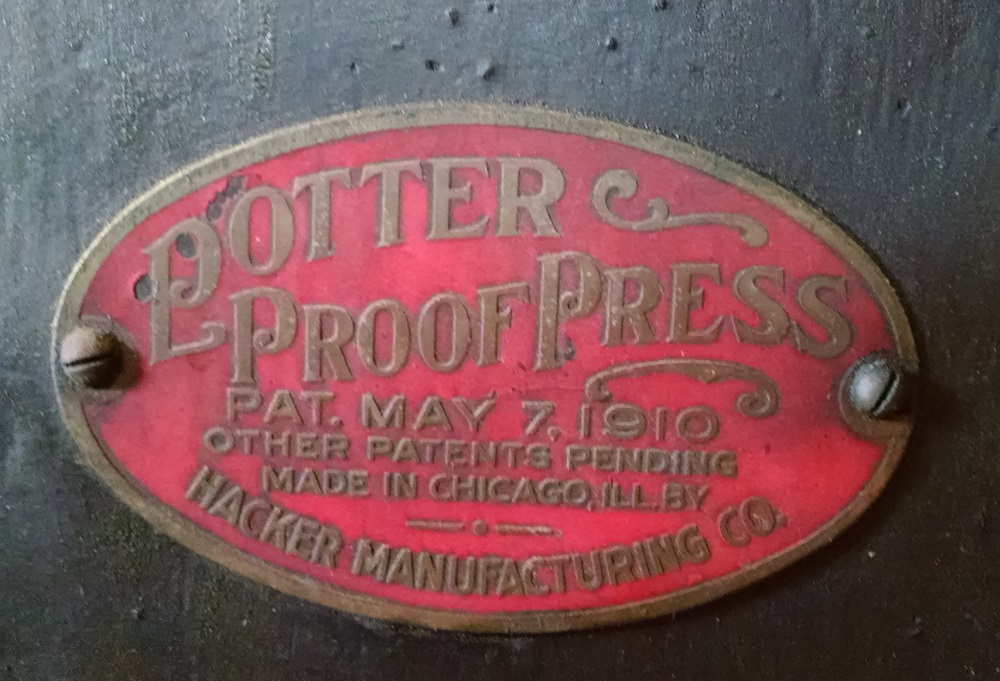 POTTER
PROOF PRESS
PAT. MAY 7, 1910
OTHER PATENTS PENDING
MADE IN CHICAGO, ILL. BY
HACKER MANUFACTURING CO.